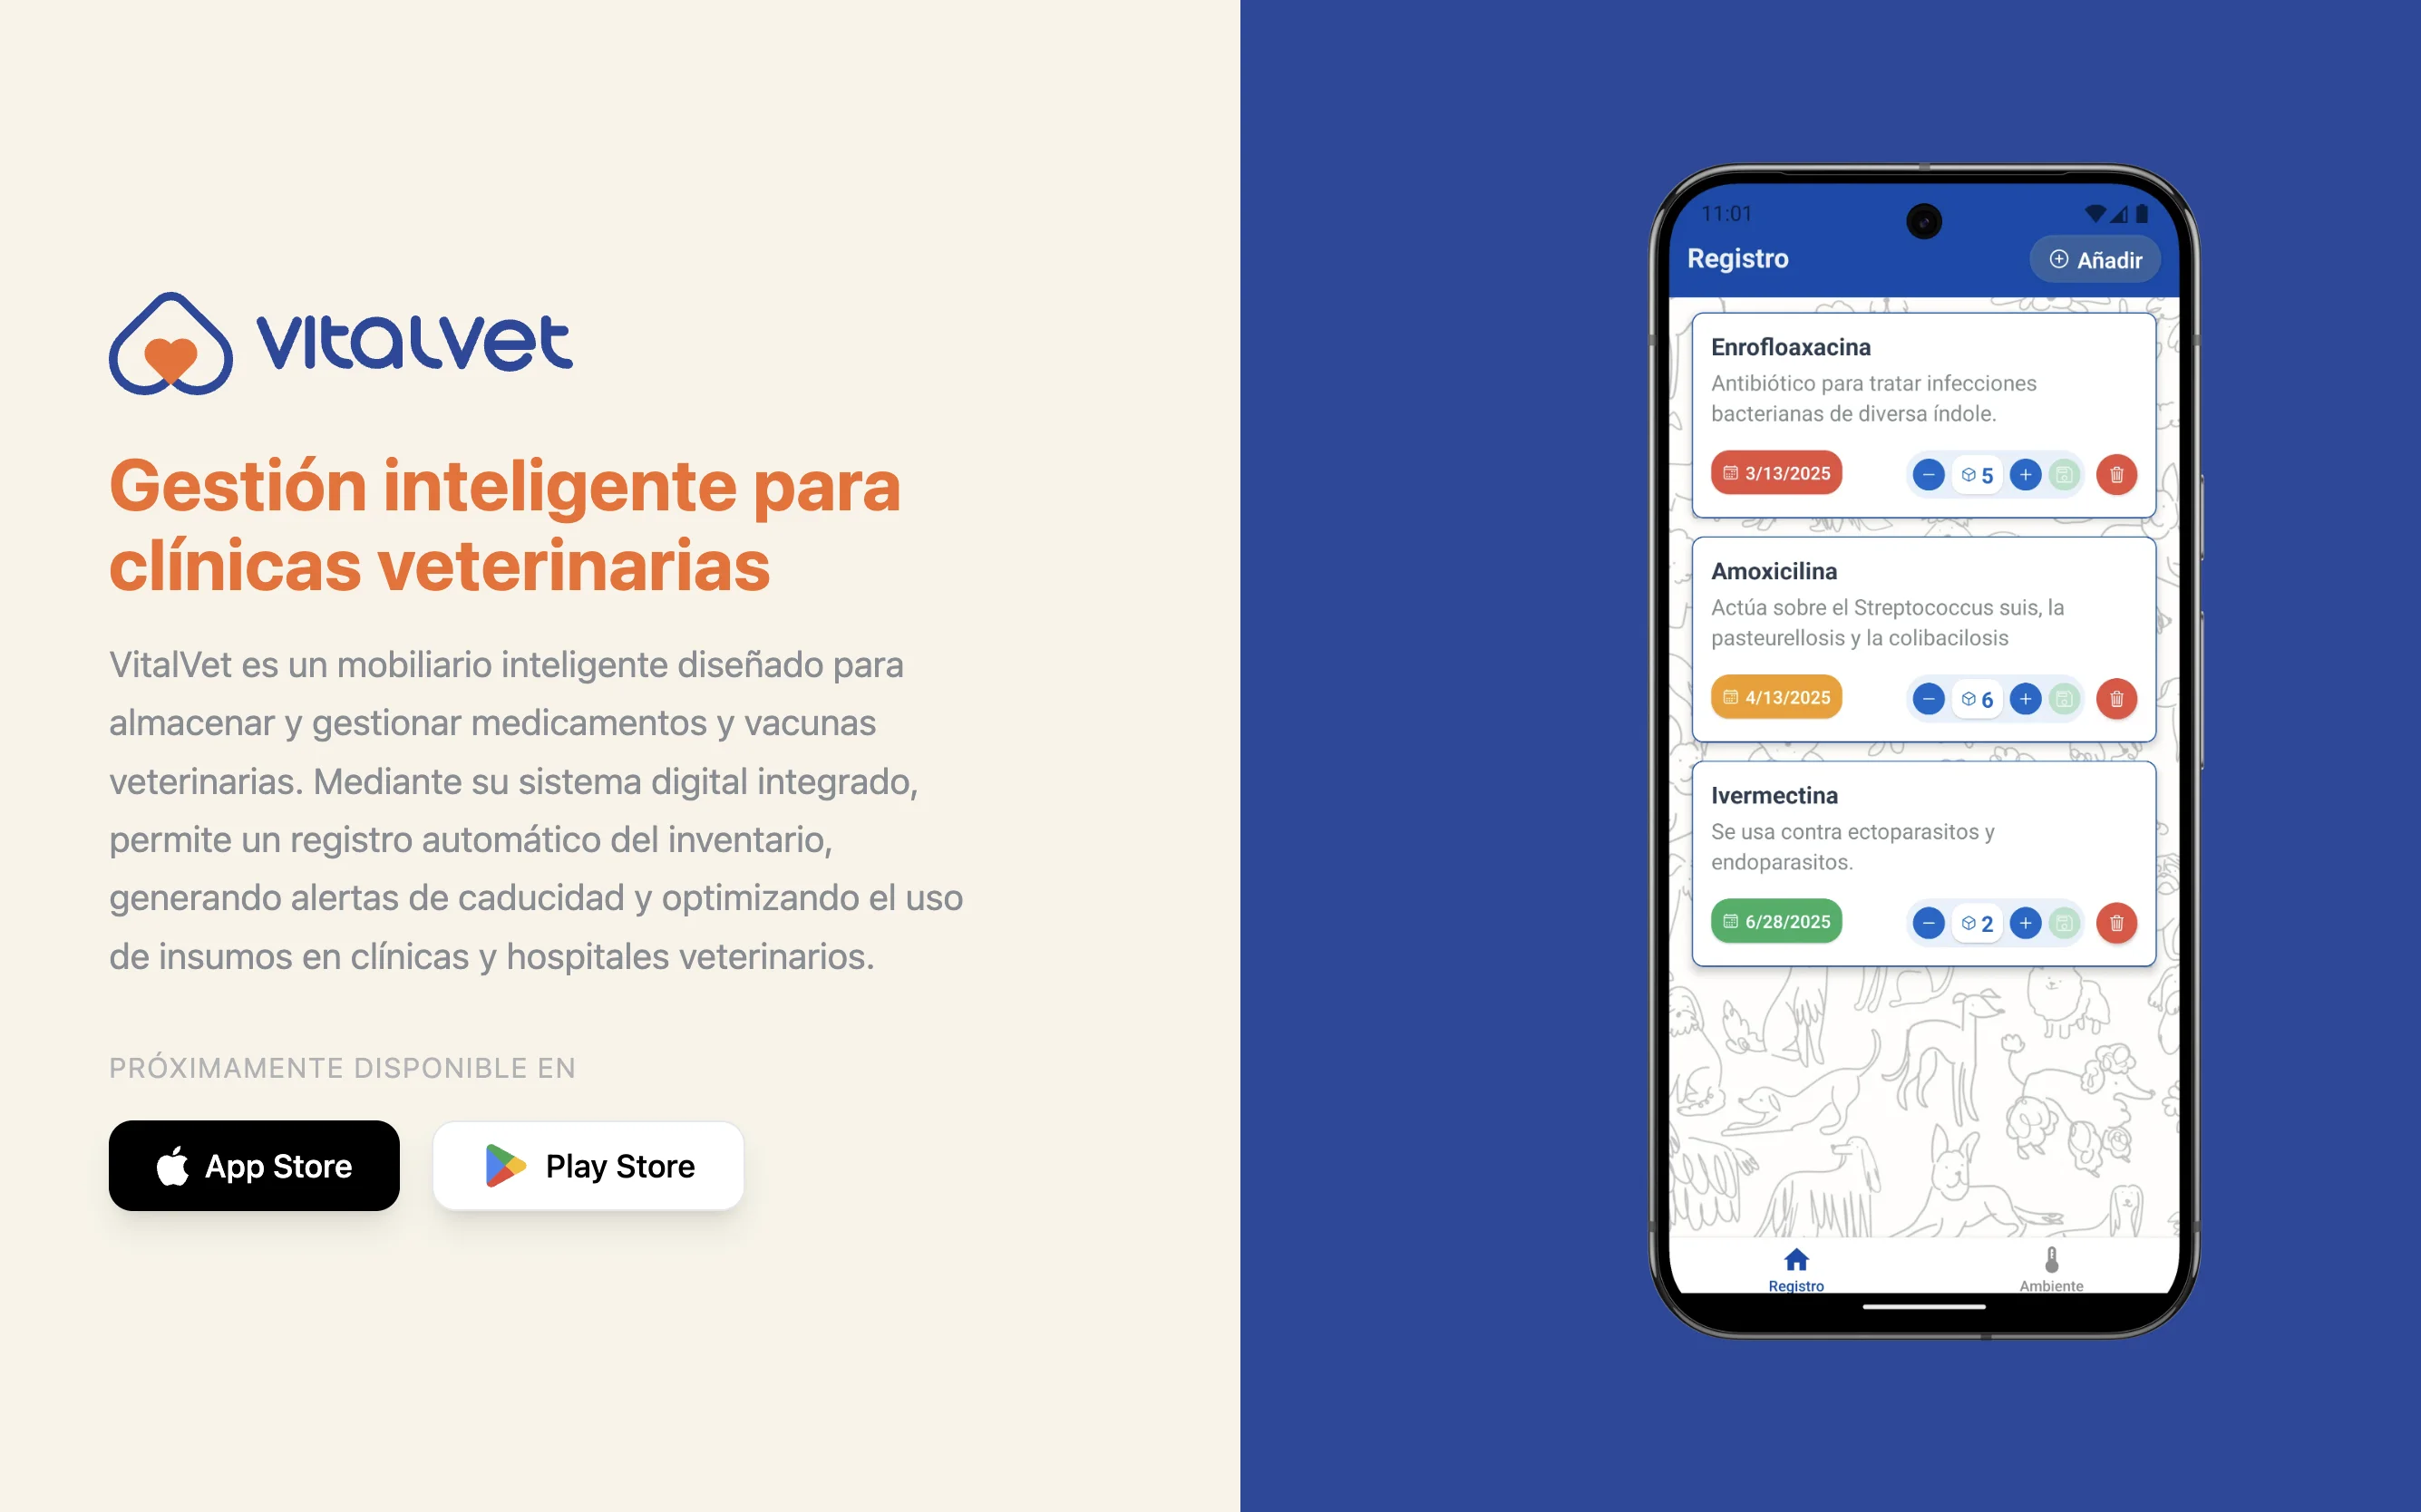 vitalvet
Gestión inteligente para
clínicas veterinarias
VitalVet es un mobiliario inteligente diseñado para
almacenar y gestionar medicamentos y vacunas
veterinarias. Mediante su sistema digital integrado,
permite un registro automático del inventario,
generando alertas de caducidad y optimizando el uso
de insumos en clínicas y hospitales veterinarios.
PRÓXIMAMENTE DISPONIBLE EN
App Store
Play Store
11:01
Registro
Añadir
Enrofloaxacina
Antibiótico para tratar infecciones
bacterianas de diversa índole.
3/13/2025
5
Amoxicilina
Actúa sobre el Streptococcus suis, la
pasteurellosis y la colibacilosis
4/13/2025
6
Ivermectina
Se usa contra ectoparasitos y
endoparasitos.
6/28/2025
2
Registro
Ambiente